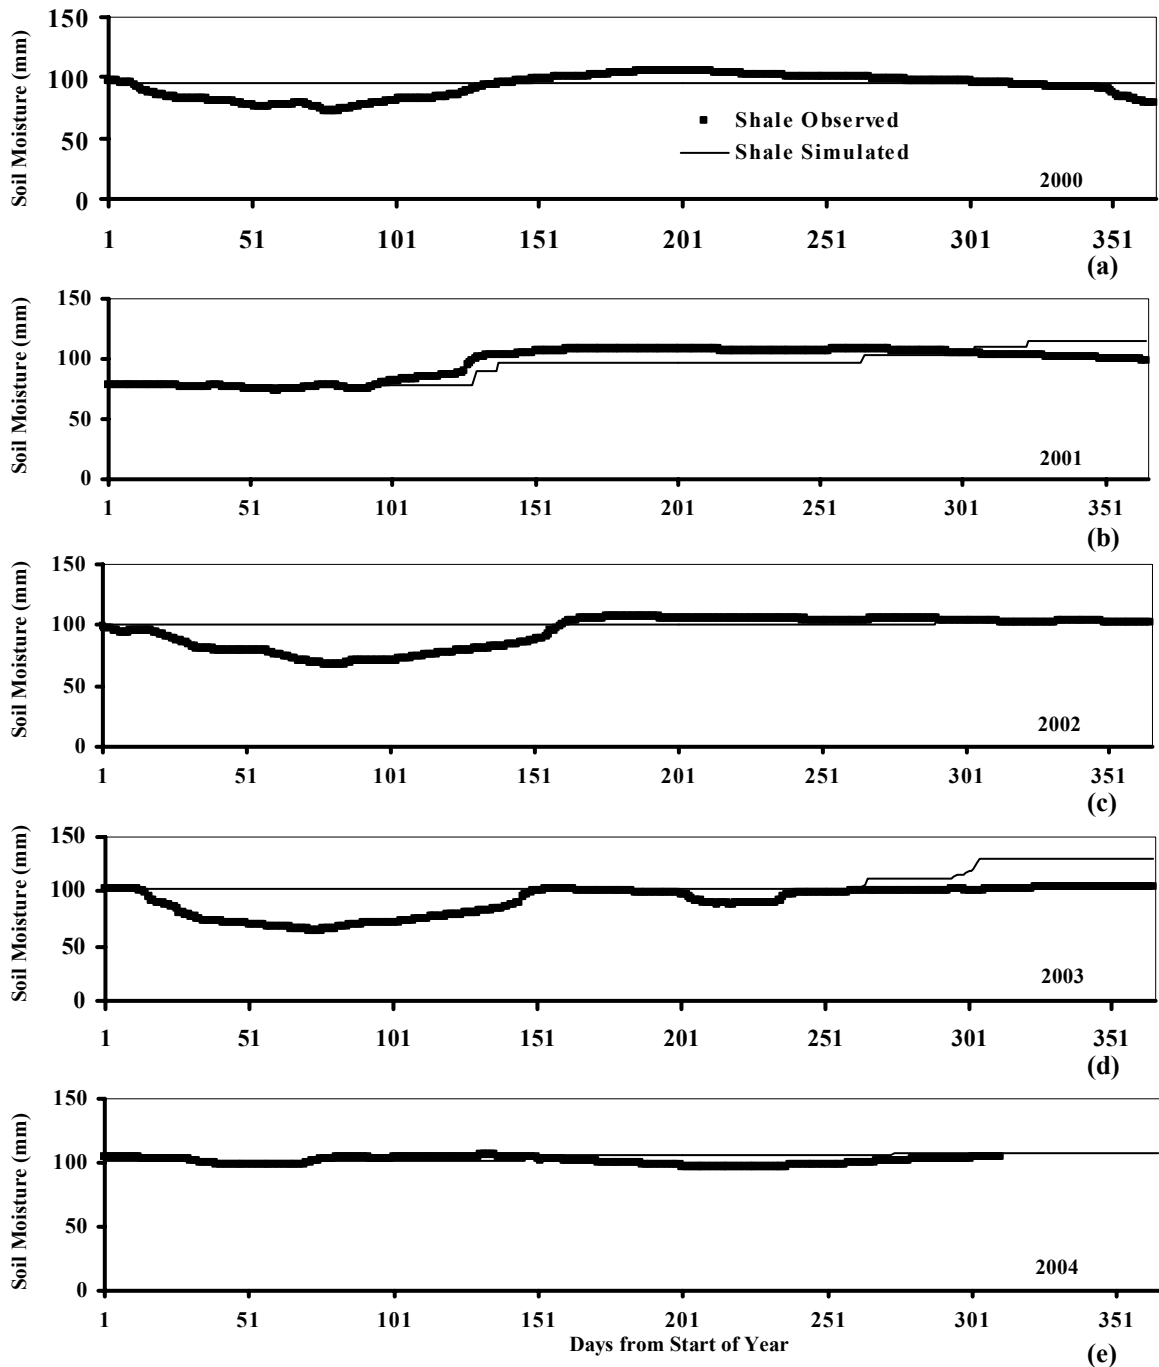 Soil Moisture (mm)
150
100
50
0
Shale Observed
Shale Simulated
2000
1 51 101 151 201 251 301 351
(a)
Soil Moisture (mm)
150
100
50
0
2001
1 51 101 151 201 251 301 351
(b)
Soil Moisture (mm)
150
100
50
0
2002
1 51 101 151 201 251 301 351
(c)
Soil Moisture (mm)
150
100
50
0
2003
1 51 101 151 201 251 301 351
(d)
Soil Moisture (mm)
150
100
50
0
2004
1 51 101 151 201 251 301 351
Days from Start of Year
(e)